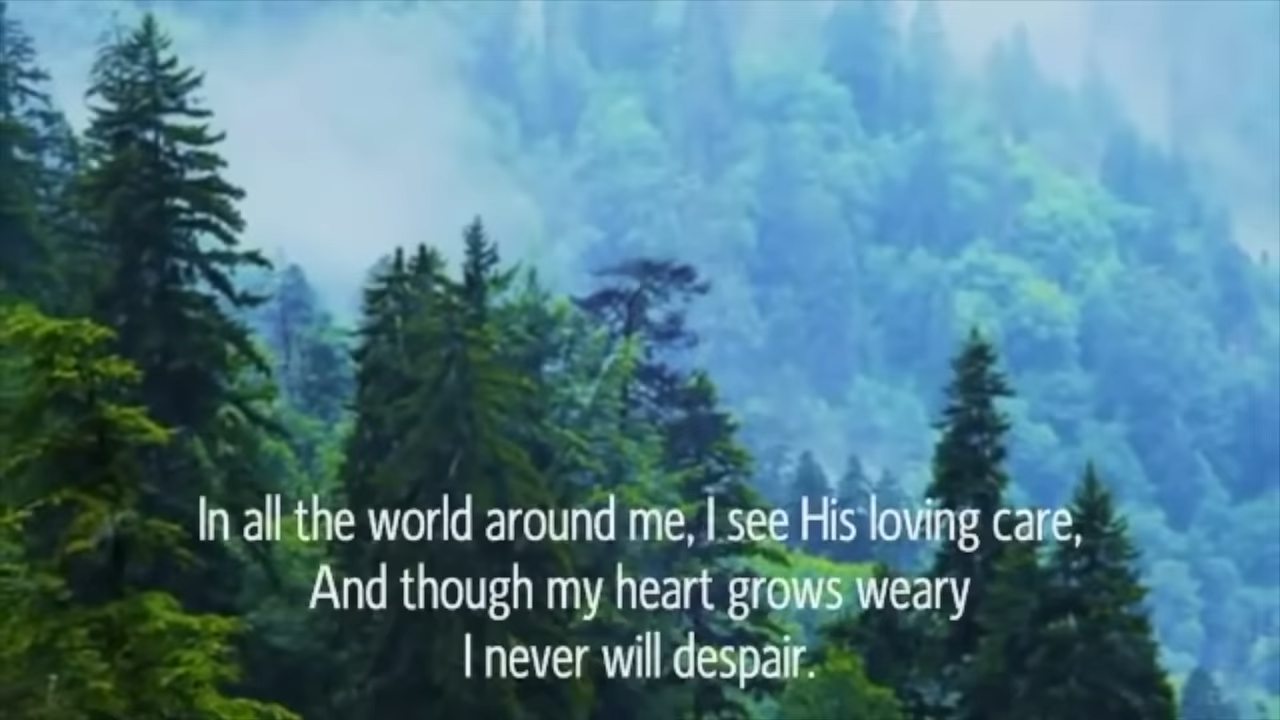 In all the world around me, I see His loving care,
And though my heart grows weary
I never will despair.